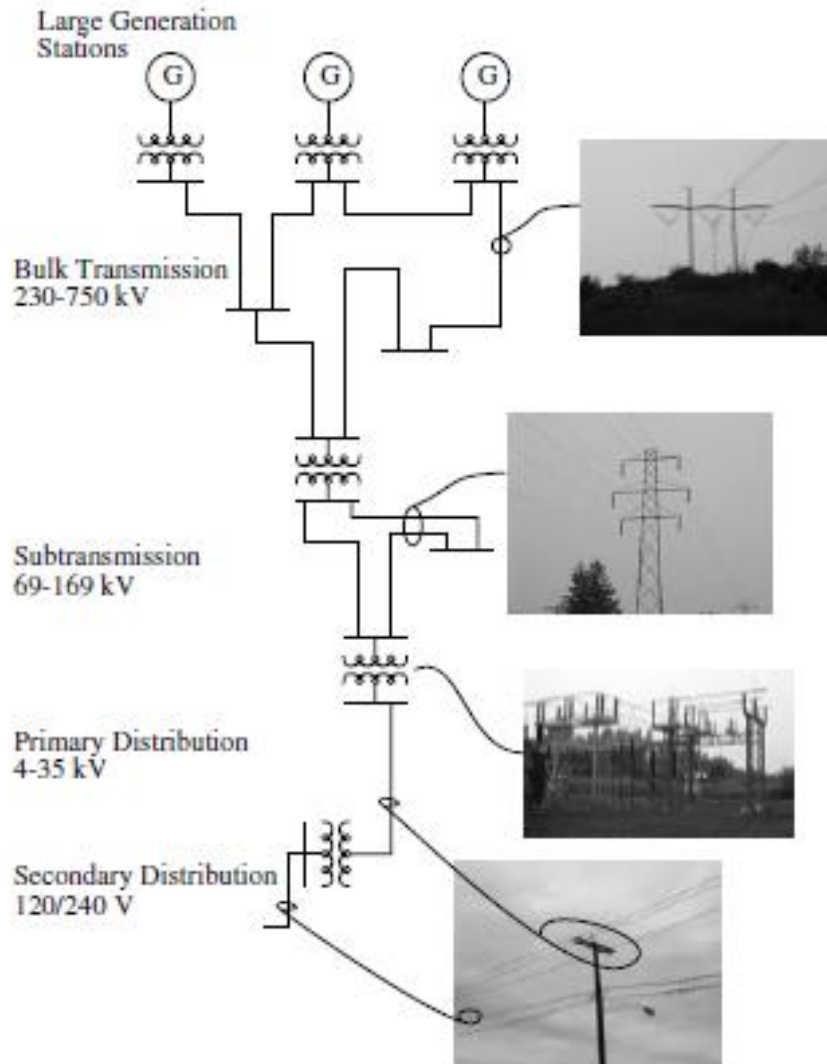 Large Generation
Stations
G
G
G
Bulk Transmission
230-750 kV
Subtransmission
69-169 kV
Primary Distribution
4-35 kV
Secondary Distribution
120/240 V